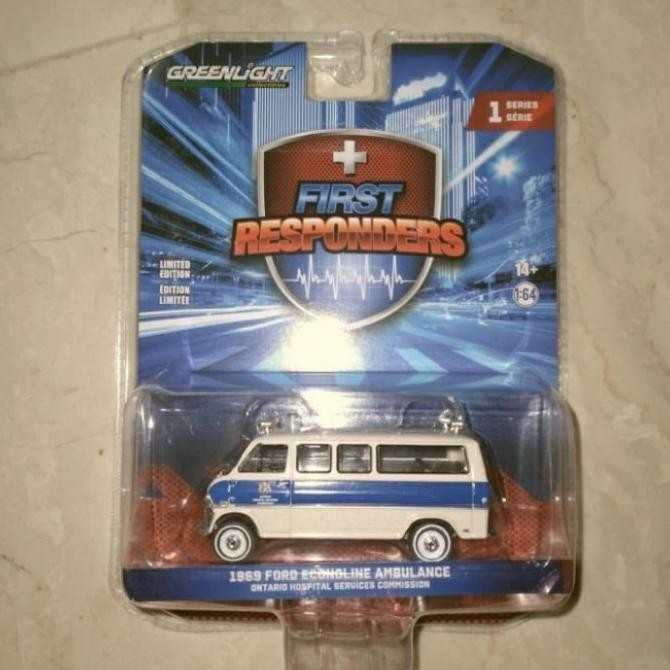 GREENLIGHT
collectibles
1 SERIES
SÉRIE
FIRST
RESPONDERS
LIMITED
EDITION
ÉDITION
LIMITÉE
14+
1:64
1969 FORD ECONOLINE AMBULANCE
ONTARIO HOSPITAL SERVICES COMMISSION